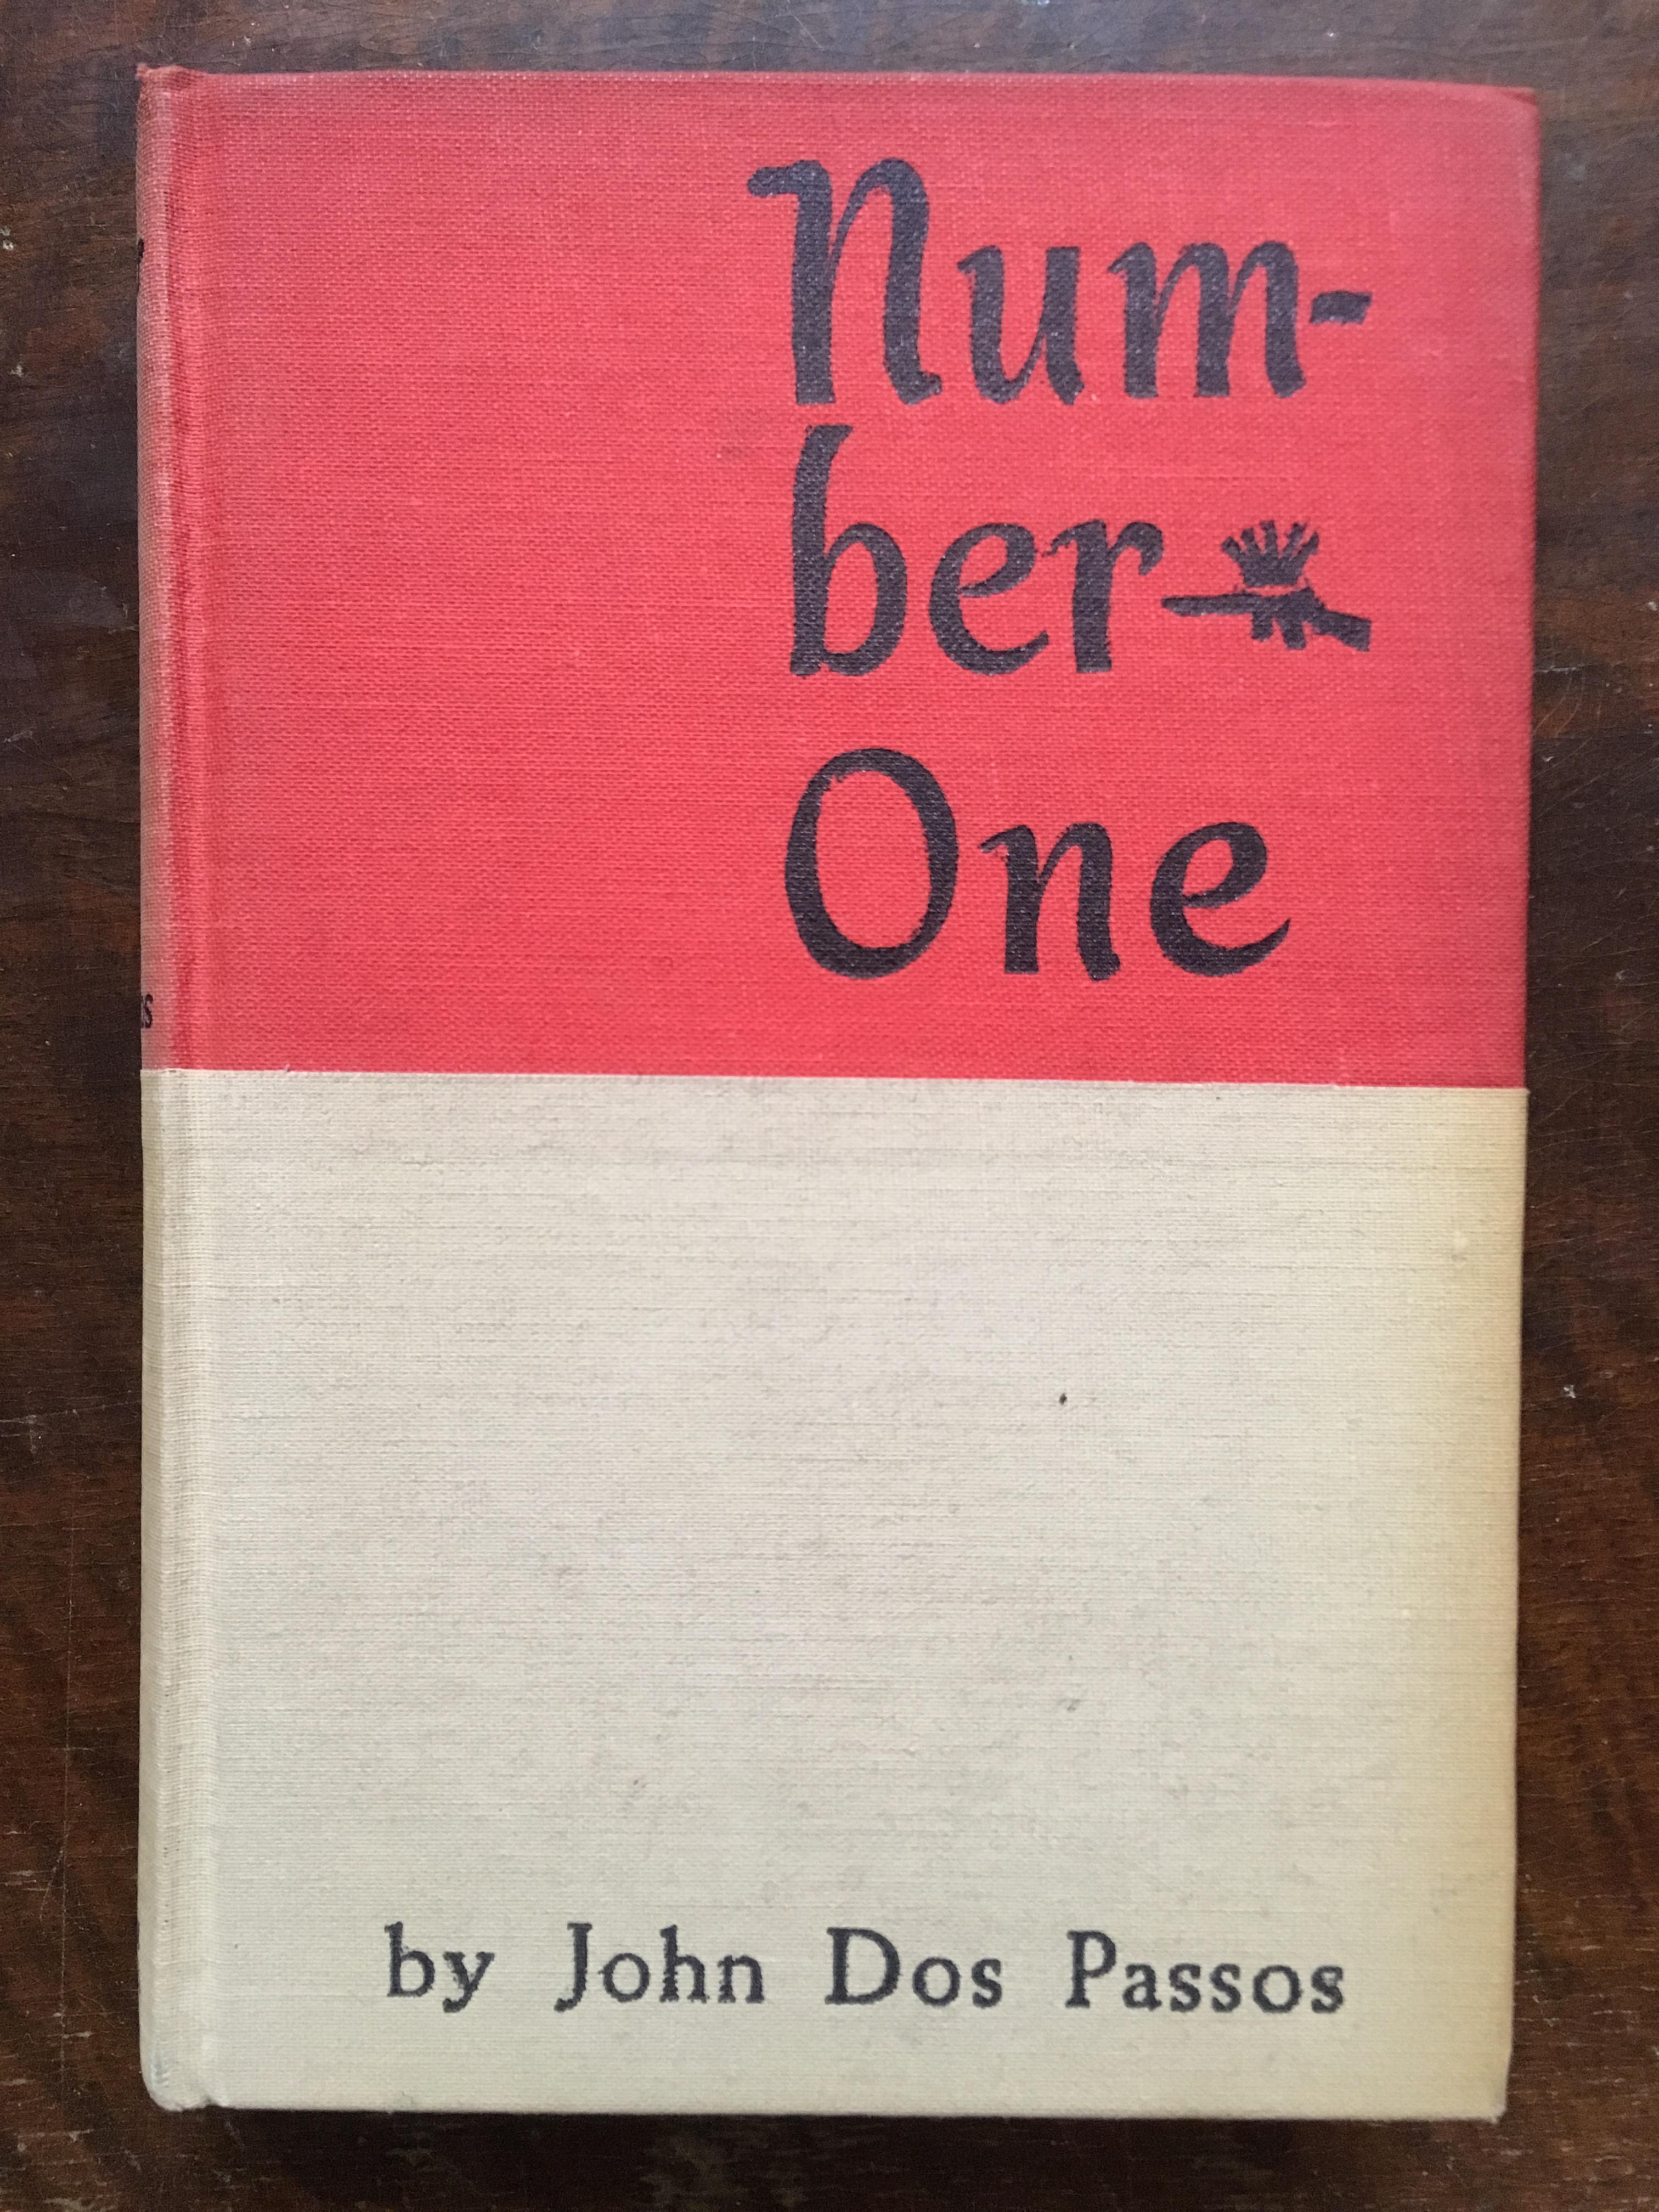 Num-
ber
One
by John Dos Passos